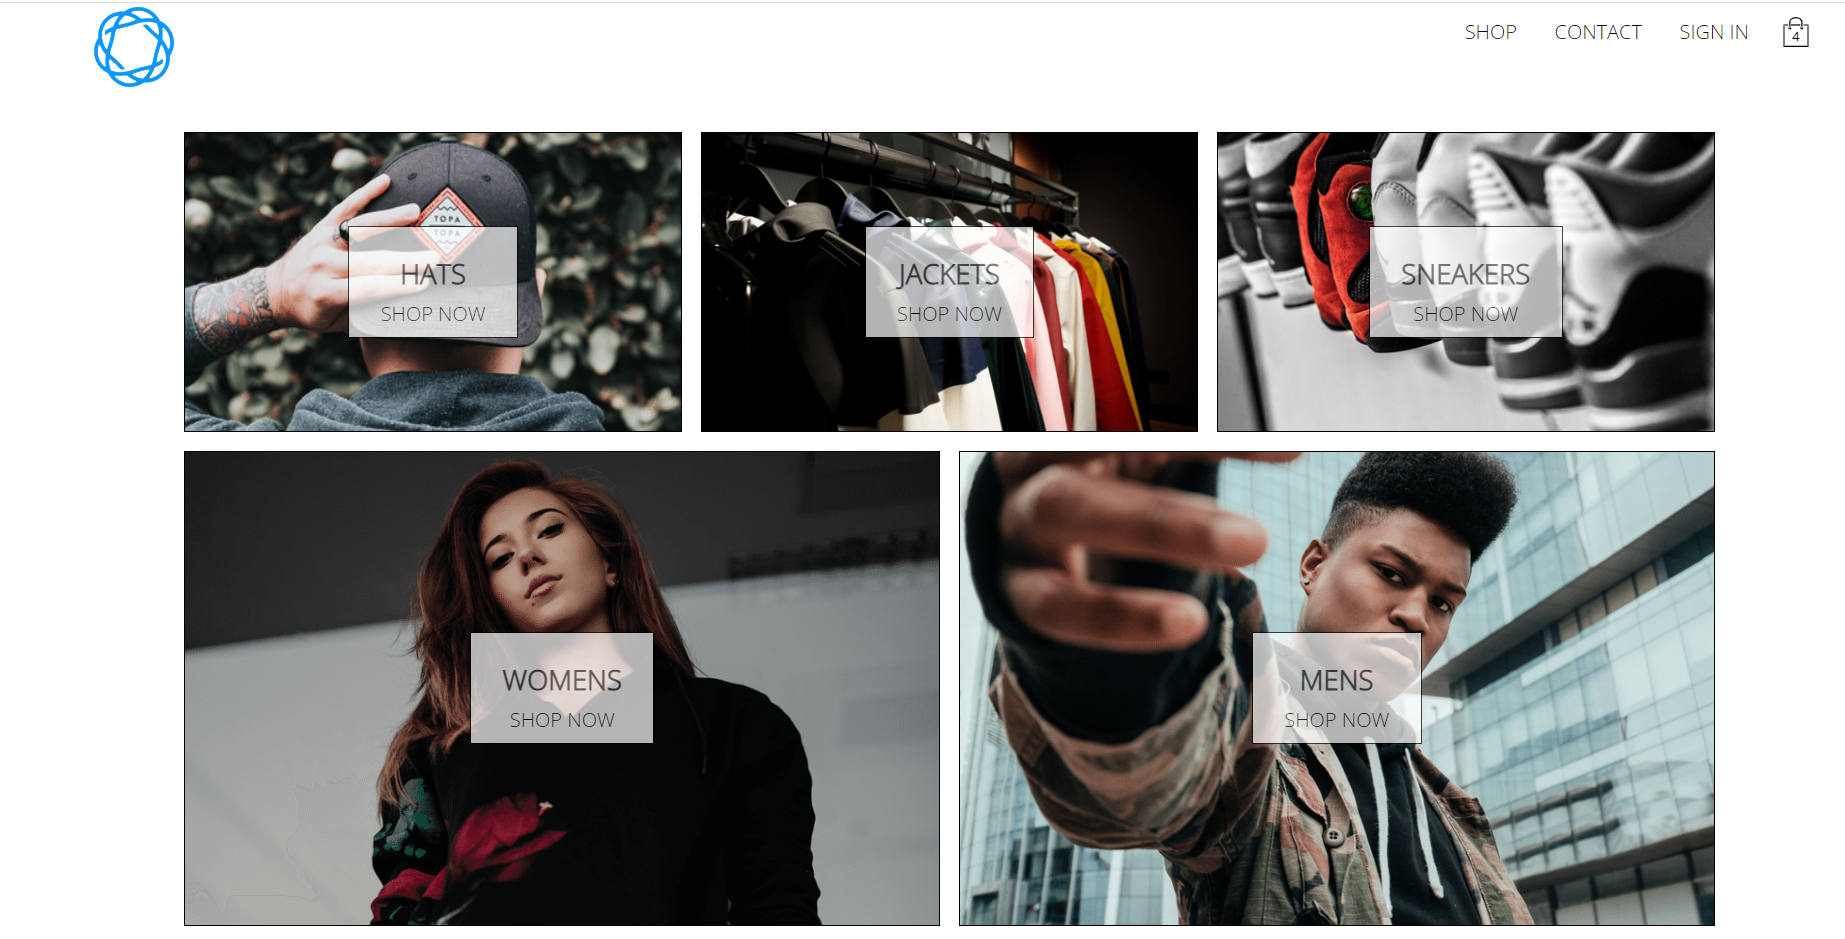 SHOP
CONTACT
SIGN IN
4
TOPA
TOPA
HATS
SHOP NOW
JACKETS
SHOP NOW
SNEAKERS
SHOP NOW
WOMENS
SHOP NOW
MENS
SHOP NOW